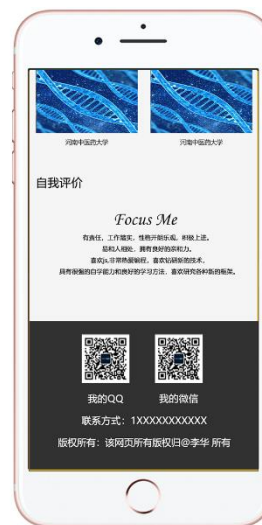 河南中医药大学 河南中医药大学
自我评价
Focus Me
有责任，工作踏实，性格开朗乐观，积极上进。
易和人相处，拥有良好的亲和力。
喜欢js,非常热爱编程，喜欢钻研新的技术，
具有很强的自学能力和良好的学习方法，喜欢研究各种新的框架。
我的QQ 我的微信
联系方式：1XXXXXXXXXX
版权所有：该网页所有版权归@李华 所有